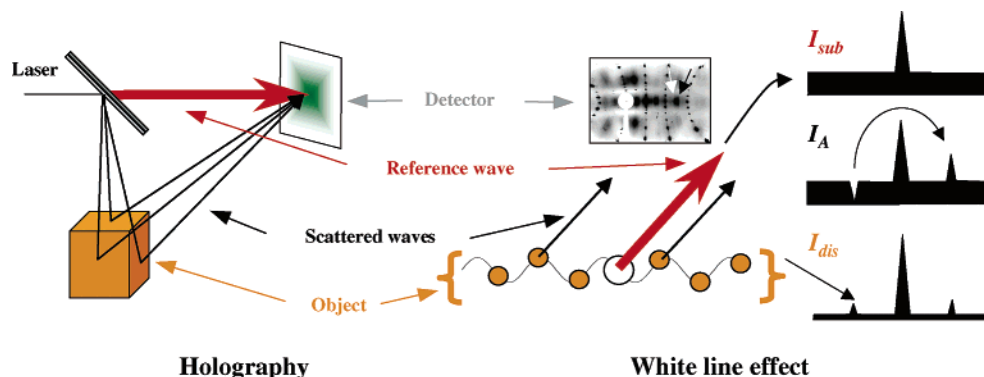 Laser
Detector
Reference wave
Scattered waves
Object
Holography
White line effect
I_sub
I_A
I_dis